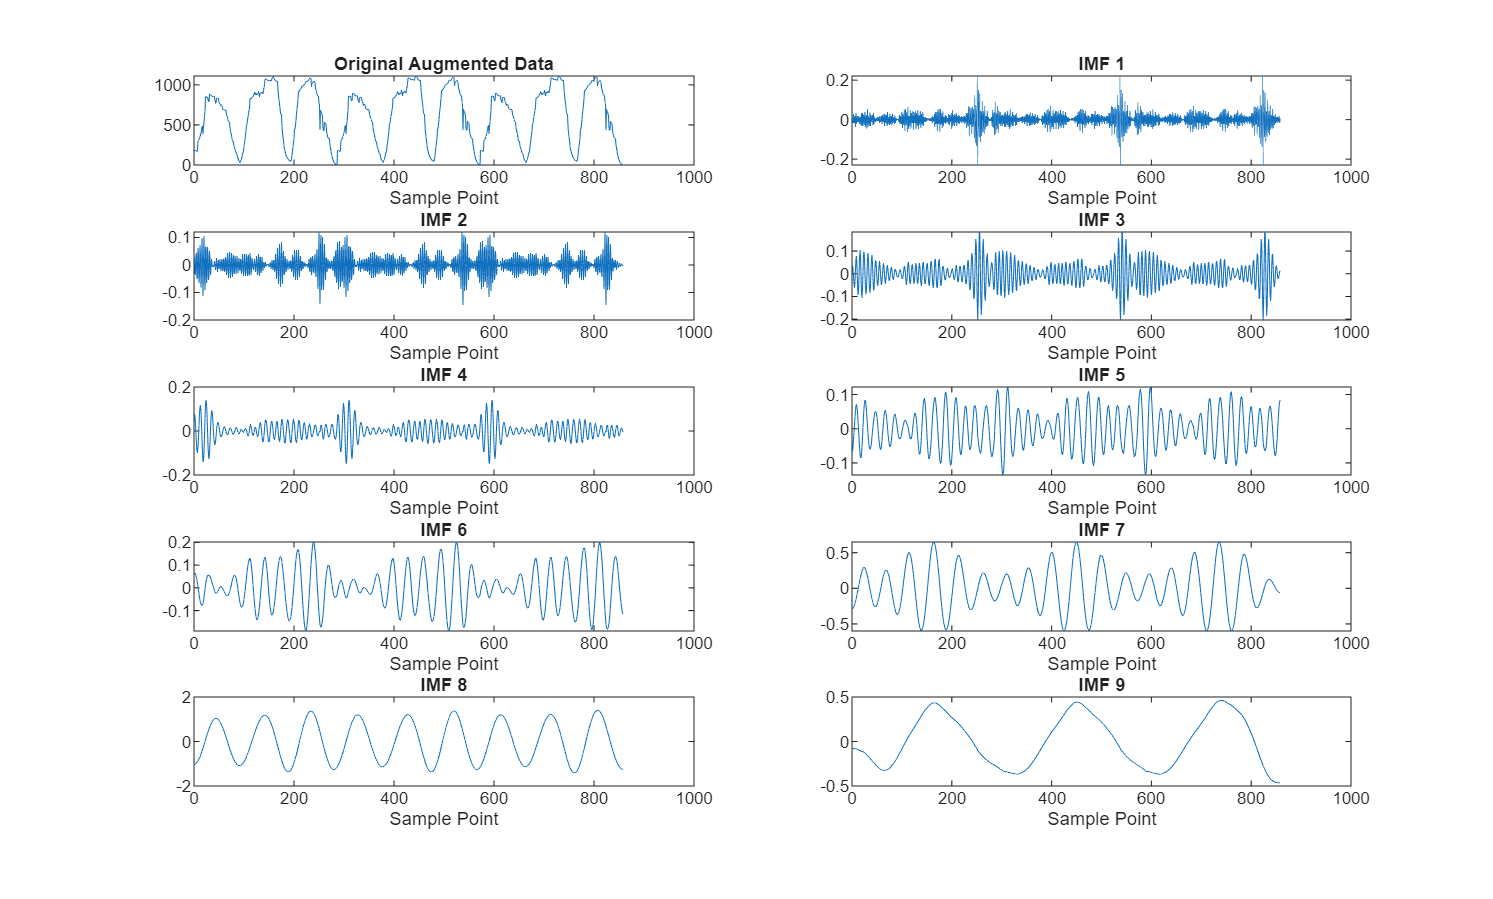 Original Augmented Data
1000
500
0
0 200 400 600 800 1000
Sample Point
IMF 1
0.2
0
-0.2
0 200 400 600 800 1000
Sample Point
IMF 2
0.1
0
-0.1
-0.2
0 200 400 600 800 1000
Sample Point
IMF 3
0.1
0
-0.1
-0.2
0 200 400 600 800 1000
Sample Point
IMF 4
0.2
0
-0.2
0 200 400 600 800 1000
Sample Point
IMF 5
0.1
0
-0.1
0 200 400 600 800 1000
Sample Point
IMF 6
0.2
0.1
0
-0.1
0 200 400 600 800 1000
Sample Point
IMF 7
0.5
0
-0.5
0 200 400 600 800 1000
Sample Point
IMF 8
2
0
-2
0 200 400 600 800 1000
Sample Point
IMF 9
0.5
0
-0.5
0 200 400 600 800 1000
Sample Point